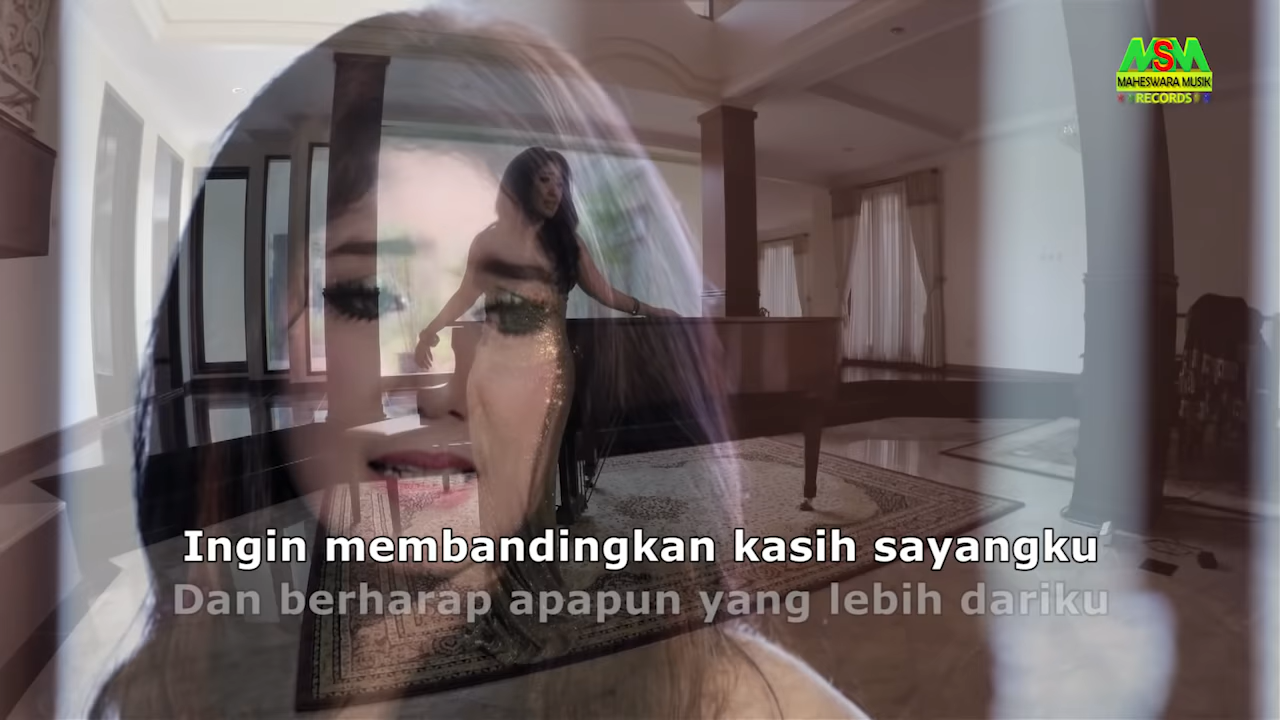 MSM
MAHESWARA MUSIK
RECORDS
Ingin membandingkan kasih sayangku
Dan berharap apapun yang lebih dariku